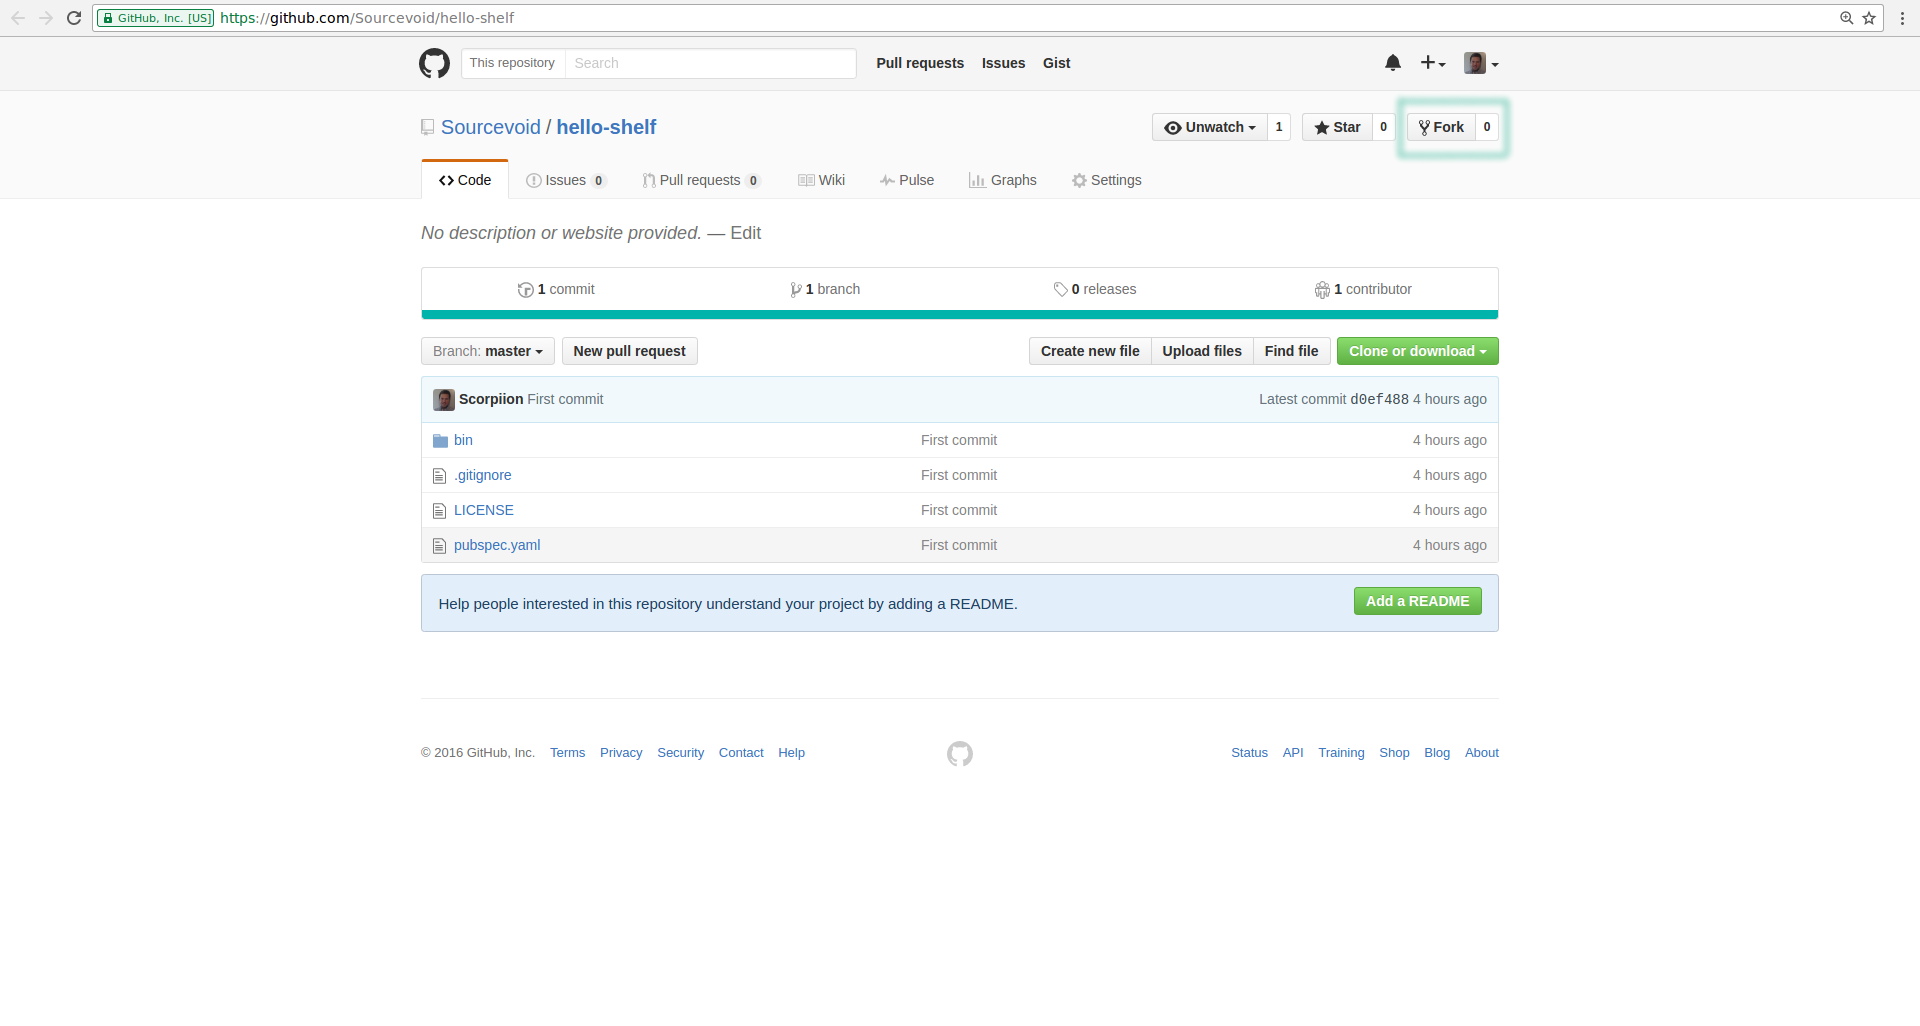 GitHub, Inc. [US] https://github.com/Sourcevoid/hello-shelf
This repository Search Pull requests Issues Gist
Sourcevoid / hello-shelf Unwatch 1 Star 0 Fork 0
Code Issues 0 Pull requests 0 Wiki Pulse Graphs Settings
No description or website provided. — Edit
1 commit 1 branch 0 releases 1 contributor
Branch: master New pull request Create new file Upload files Find file Clone or download
Scorpiion First commit Latest commit d0ef488 4 hours ago
bin First commit 4 hours ago
.gitignore First commit 4 hours ago
LICENSE First commit 4 hours ago
pubspec.yaml First commit 4 hours ago
Help people interested in this repository understand your project by adding a README. Add a README
© 2016 GitHub, Inc. Terms Privacy Security Contact Help Status API Training Shop Blog About